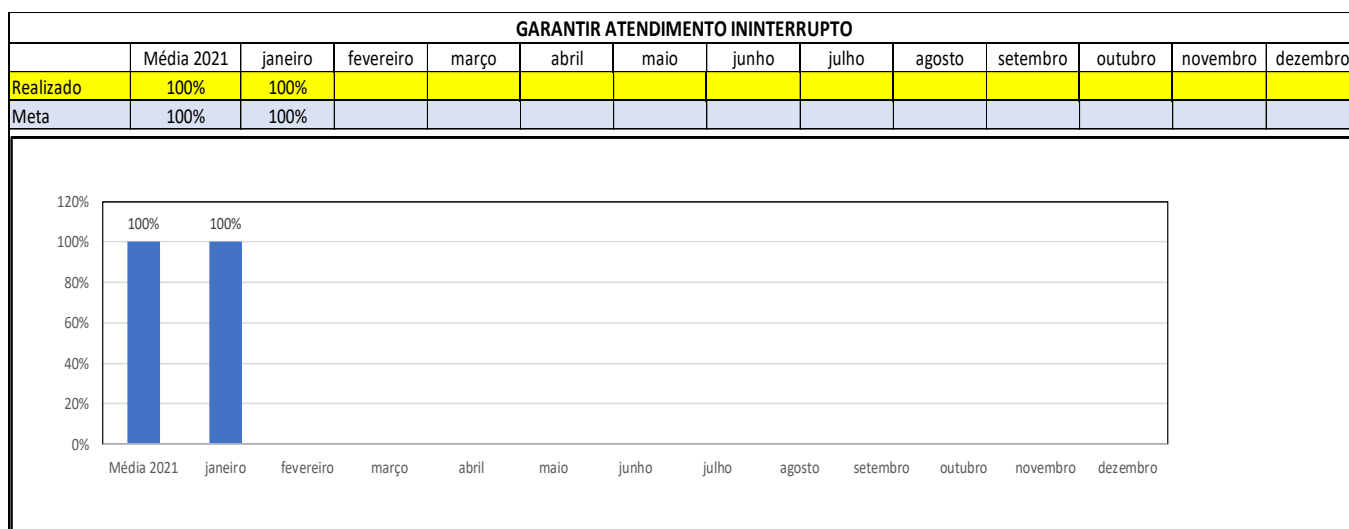 GARANTIR ATENDIMENTO ININTERRUPTO
Média 2021 janeiro fevereiro março abril maio junho julho agosto setembro outubro novembro dezembro
Realizado 100% 100%
Meta 100% 100%
120%
100% 100%
100%
80%
60%
40%
20%
0%
Média 2021 janeiro fevereiro março abril maio junho julho agosto setembro outubro novembro dezembro